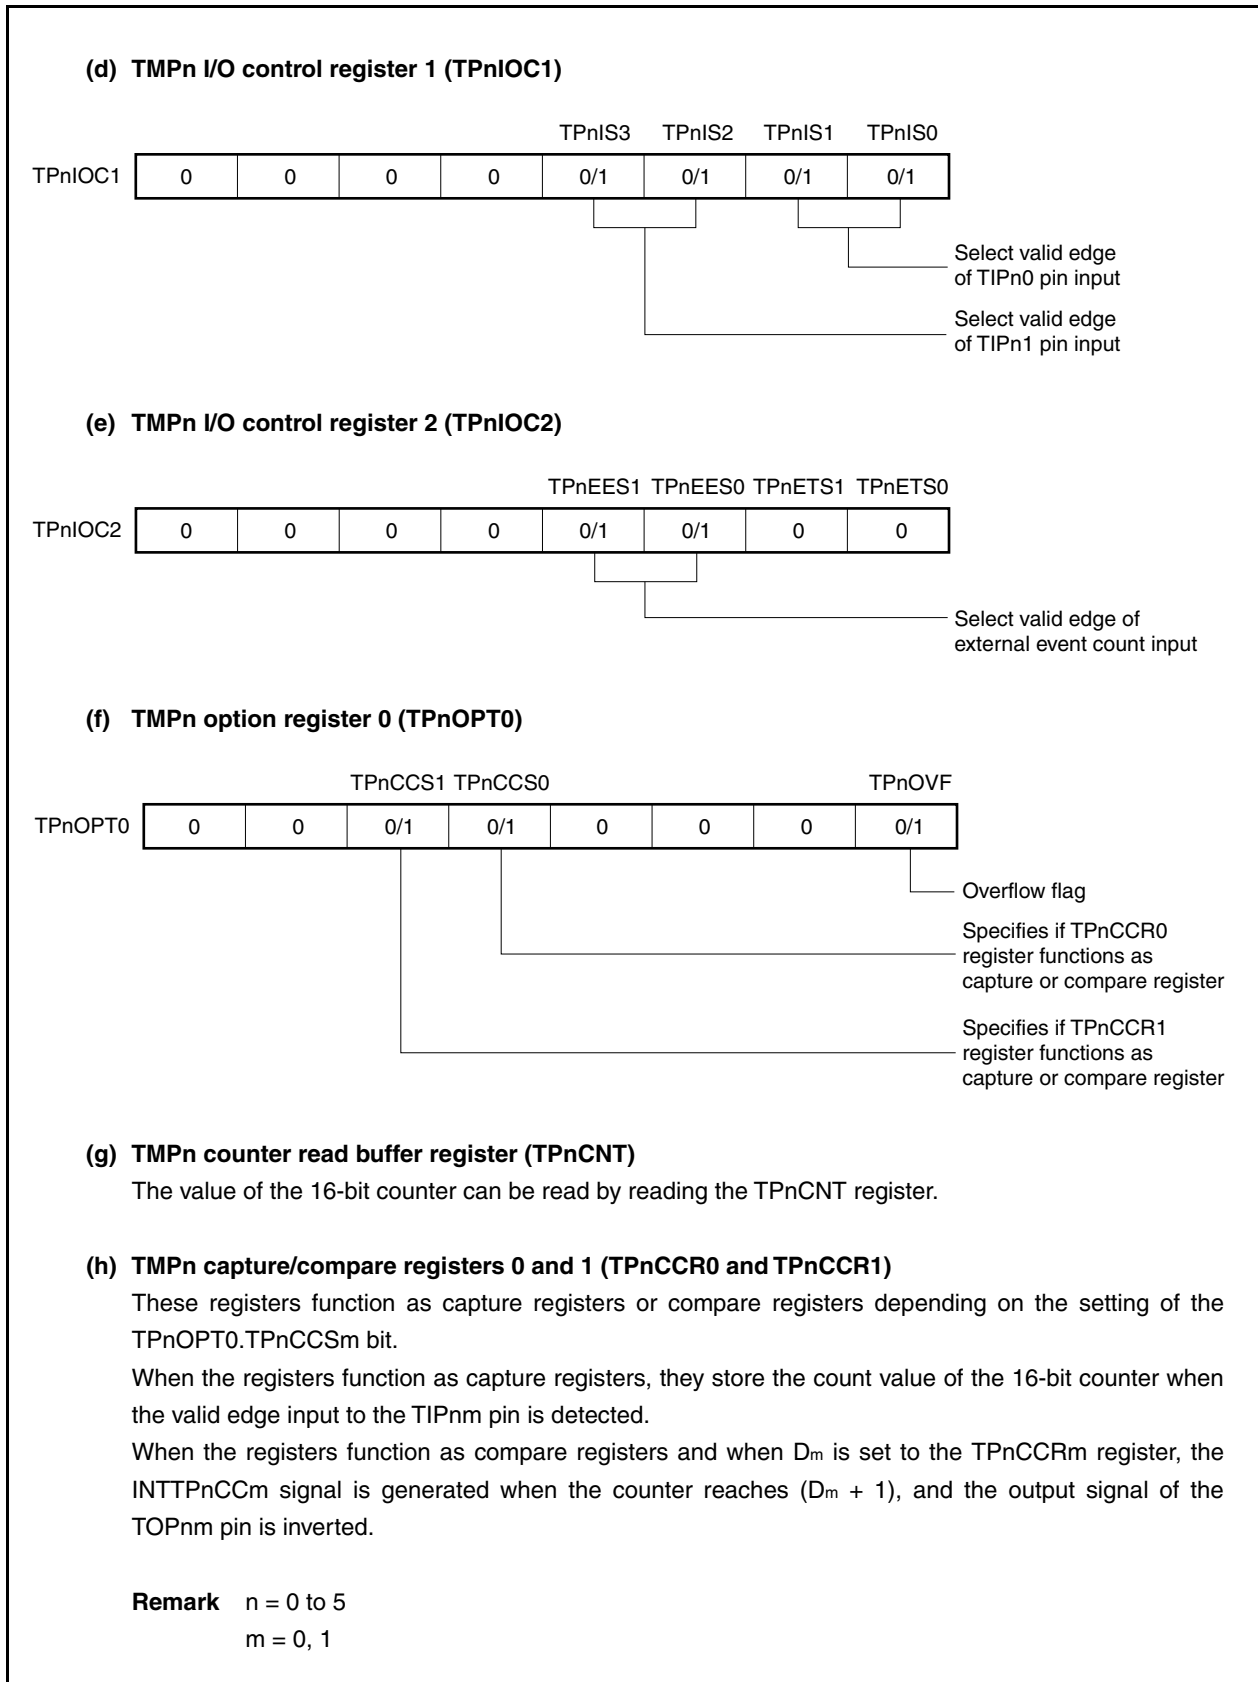 (d) TMPn I/O control register 1 (TPnIOC1)
TPnIS3 TPnIS2 TPnIS1 TPnIS0
TPnIOC1 0 0 0 0 0/1 0/1 0/1 0/1
Select valid edge
of TIPn0 pin input
Select valid edge
of TIPn1 pin input
(e) TMPn I/O control register 2 (TPnIOC2)
TPnEES1 TPnEES0 TPnETS1 TPnETS0
TPnIOC2 0 0 0 0 0/1 0/1 0 0
Select valid edge of
external event count input
(f) TMPn option register 0 (TPnOPT0)
TPnCCS1 TPnCCS0 TPnOVF
TPnOPT0 0 0 0/1 0/1 0 0 0 0/1
Overflow flag
Specifies if TPnCCR0
register functions as
capture or compare register
Specifies if TPnCCR1
register functions as
capture or compare register
(g) TMPn counter read buffer register (TPnCNT)
The value of the 16-bit counter can be read by reading the TPnCNT register.
(h) TMPn capture/compare registers 0 and 1 (TPnCCR0 and TPnCCR1)
These registers function as capture registers or compare registers depending on the setting of the
TPnOPT0.TPnCCSm bit.
When the registers function as capture registers, they store the count value of the 16-bit counter when
the valid edge input to the TIPnm pin is detected.
When the registers function as compare registers and when Dm is set to the TPnCCRm register, the
INTTPnCCm signal is generated when the counter reaches (Dm + 1), and the output signal of the
TOPnm pin is inverted.
Remark n = 0 to 5
m = 0, 1